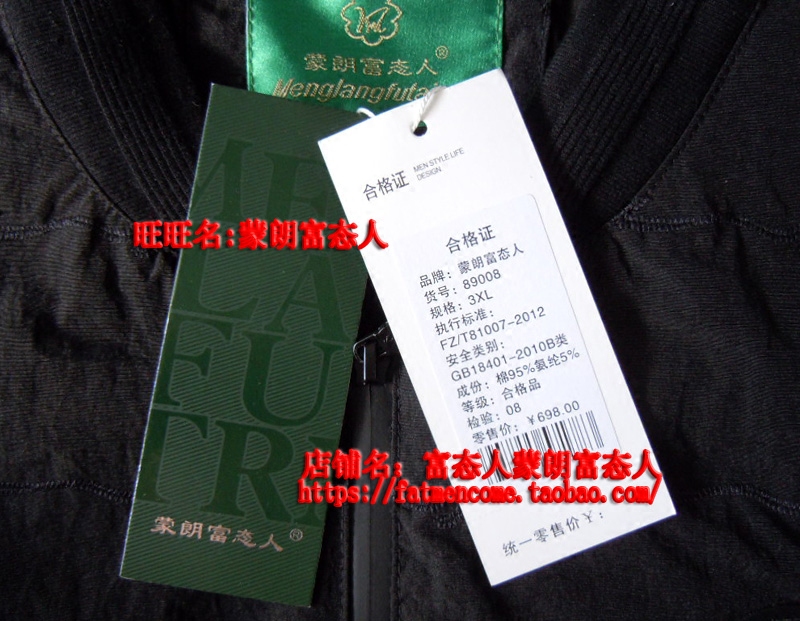 蒙朗富态人®
Menglangfuta
ME
LA
FU
TRI
蒙朗富态人®
合格证
MEN STYLE LIFE
DESIGN
合格证
品牌：蒙朗富态人
货号：89008
规格：3XL
执行标准：
FZ/T81007-2012
安全类别：
GB18401-2010B类
成份：棉95%氨纶5%
等级：合格品
检验：08
零售价：¥698.00
统一零售价¥：
旺旺名:蒙朗富态人
店铺名：富态人蒙朗富态人
https://fatmencome.taobao.com/